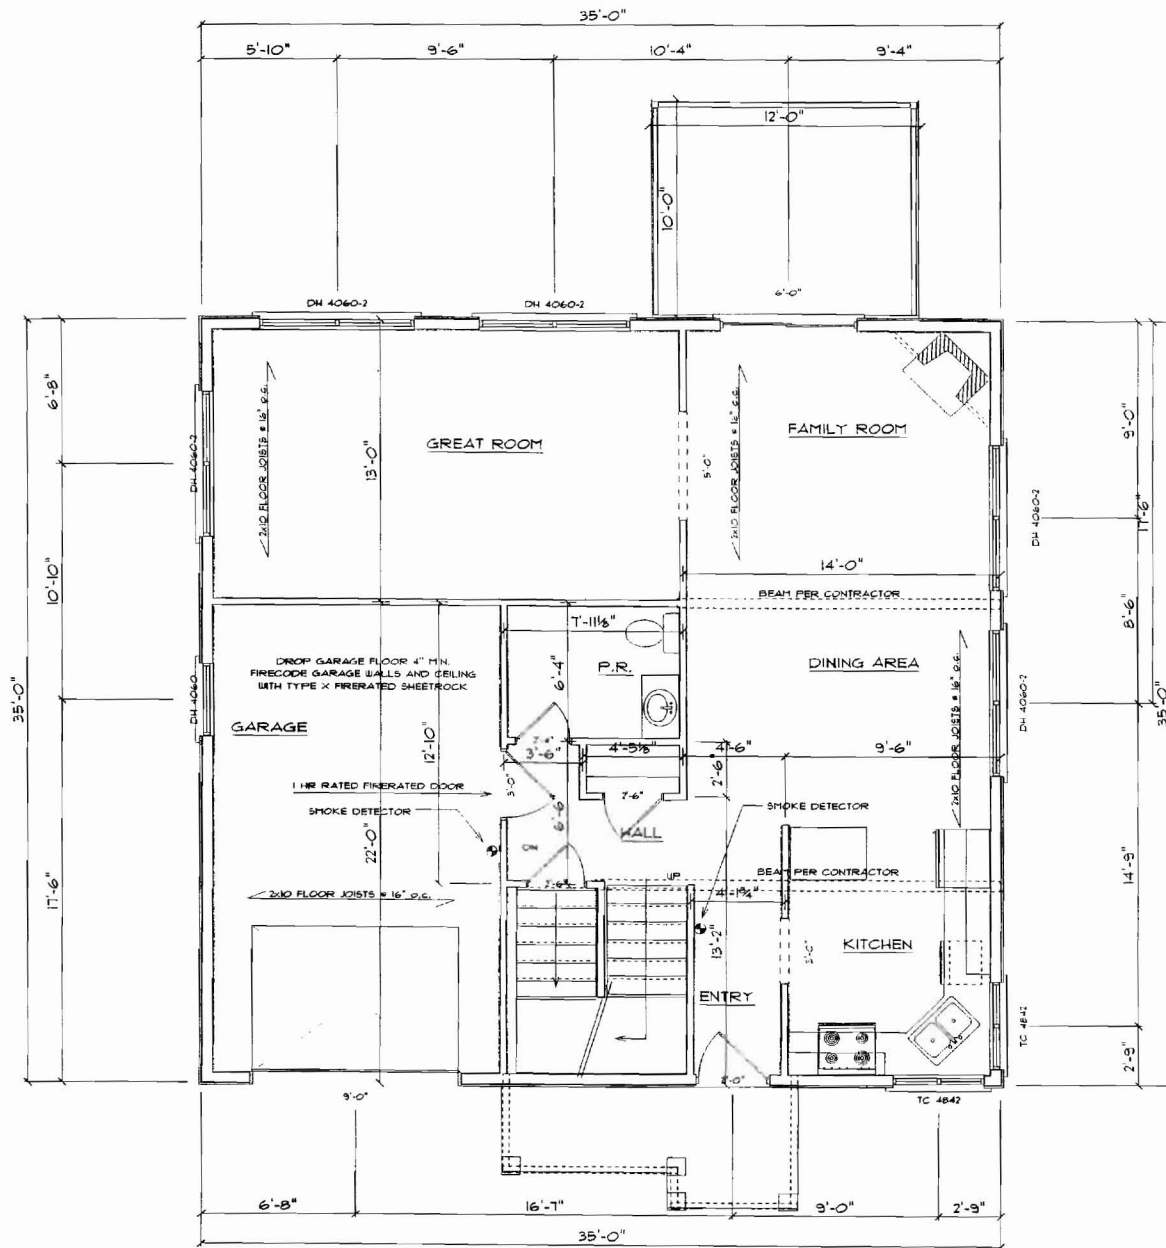 35'-0"
5'-10"
9'-6"
10'-4"
9'-4"
12'-0"
10'-0"
6'-0"
DH 4060-2
DH 4060-2
6'-8"
DH 4060-2
2x10 FLOOR JOISTS @ 16" o.c.
13'-0"
GREAT ROOM
5'-0"
2x10 FLOOR JOISTS @ 16" o.c.
FAMILY ROOM
9'-0"
17'-6"
DH 4060-2
10'-10"
14'-0"
BEAM PER CONTRACTOR
8'-6"
7'-11⅛"
P.R.
6'-4"
DROP GARAGE FLOOR 4" MIN.
FIRECODE GARAGE WALLS AND CEILING
WITH TYPE X FIRERATED SHEETROCK
DINING AREA
DH 4060
GARAGE
35'-0"
DH 4060-2
35'-0"
12'-10"
3'-6"
4'-5⅛"
4'-6"
9'-6"
2'-6"
2x10 FLOOR JOISTS @ 16" o.c.
1 HR RATED FIRERATED DOOR
3'-0"
2'-6"
SMOKE DETECTOR
6'-6"
SMOKE DETECTOR
HALL
DN
22'-0"
17'-6"
UP
BEAM PER CONTRACTOR
14'-9"
2x10 FLOOR JOISTS @ 16" o.c.
4'-1¾"
13'-2"
3'-0"
KITCHEN
ENTRY
TC 4842
2'-9"
9'-0"
TC 4842
6'-8"
16'-7"
9'-0"
2'-9"
35'-0"